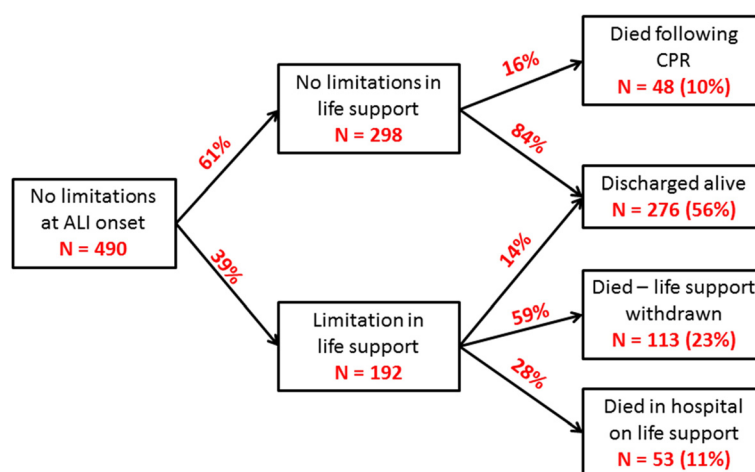 No limitations
at ALI onset
N = 490
61%
39%
No limitations in
life support
N = 298
Limitation in
life support
N = 192
16%
84%
14%
59%
28%
Died following
CPR
N = 48 (10%)
Discharged alive
N = 276 (56%)
Died – life support
withdrawn
N = 113 (23%)
Died in hospital
on life support
N = 53 (11%)